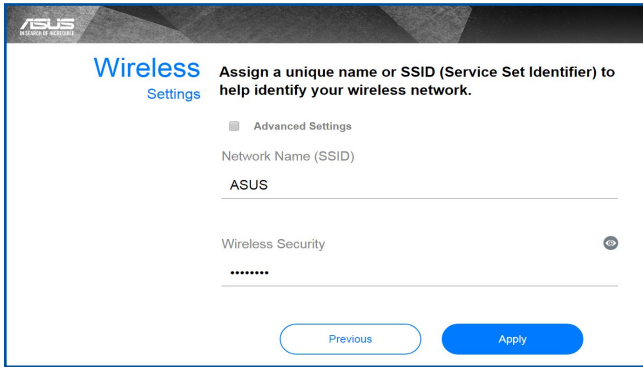 ASUS
IN SEARCH OF INCREDIBLE
Wireless
Settings
Assign a unique name or SSID (Service Set Identifier) to
help identify your wireless network.
Advanced Settings
Network Name (SSID)
ASUS
Wireless Security
••••••••
Previous
Apply